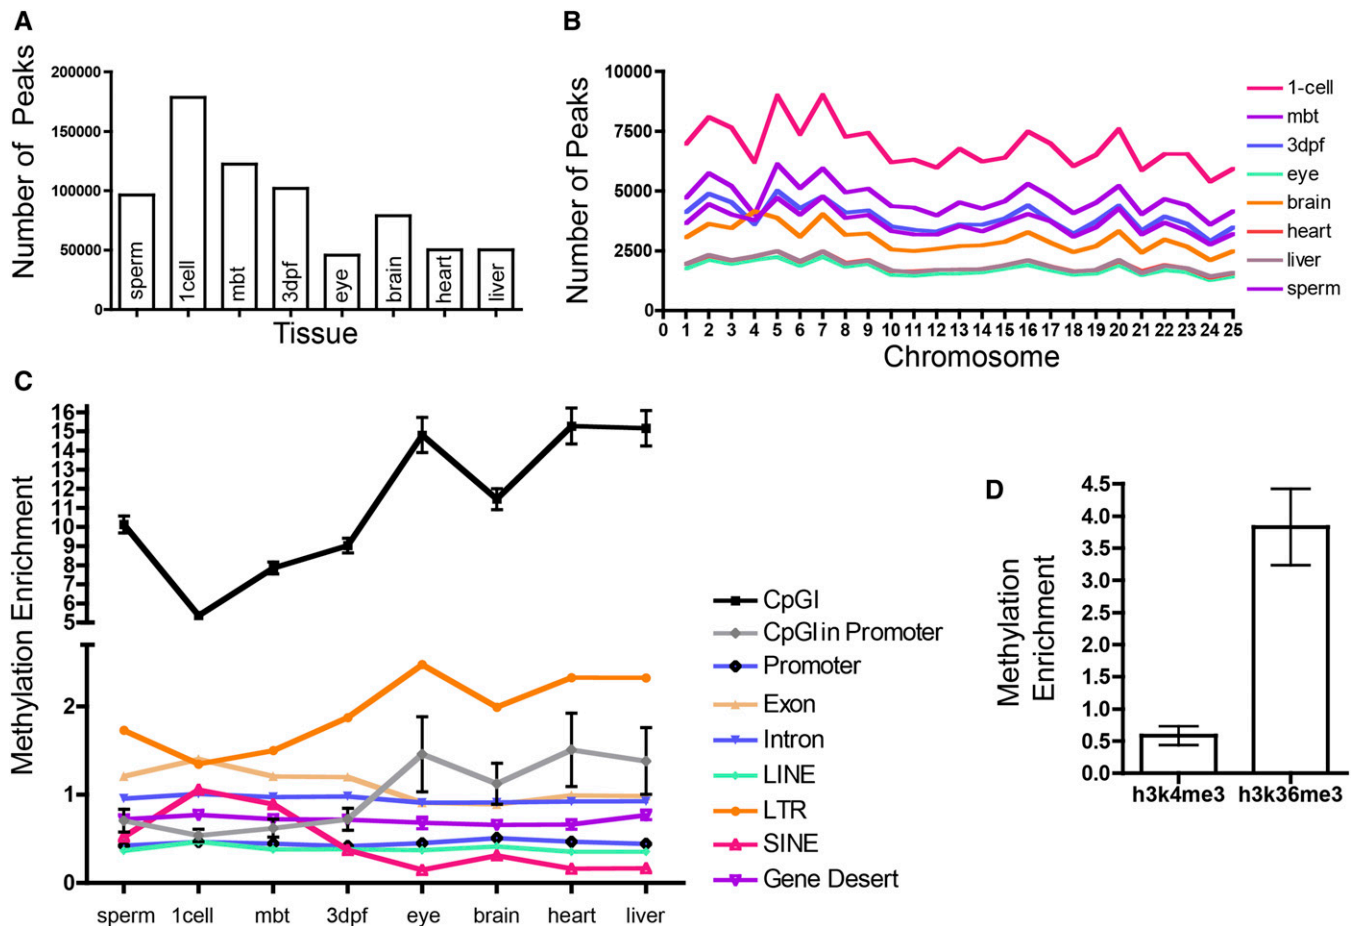 A
Number of Peaks
200000
150000
100000
50000
0
sperm
1cell
mbt
3dpf
eye
brain
heart
liver
Tissue
B
Number of Peaks
10000
7500
5000
2500
0
0 1 2 3 4 5 6 7 8 9 10 11 12 13 14 15 16 17 18 19 20 21 22 23 24 25
Chromosome
1-cell
mbt
3dpf
eye
brain
heart
liver
sperm
C
Methylation Enrichment
16
15
14
13
12
11
10
9
8
7
6
5
2
1
0
sperm 1cell mbt 3dpf eye brain heart liver
CpGI
CpGI in Promoter
Promoter
Exon
Intron
LINE
LTR
SINE
Gene Desert
D
Methylation
Enrichment
4.5
4.0
3.5
3.0
2.5
2.0
1.5
1.0
0.5
0.0
h3k4me3 h3k36me3